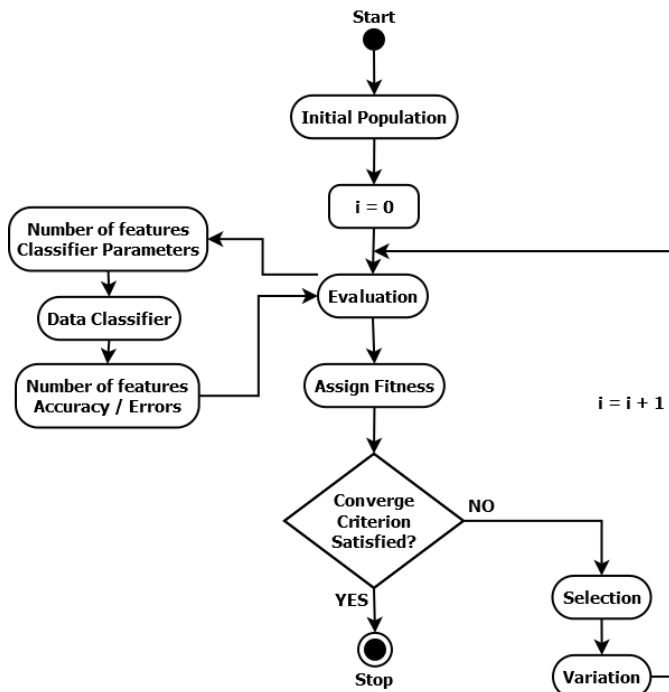 Start
Initial Population
i = 0
Number of features
Classifier Parameters
Evaluation
Data Classifier
Number of features
Accuracy / Errors
Assign Fitness
i = i + 1
Converge
Criterion
Satisfied?
NO
YES
Selection
Stop
Variation